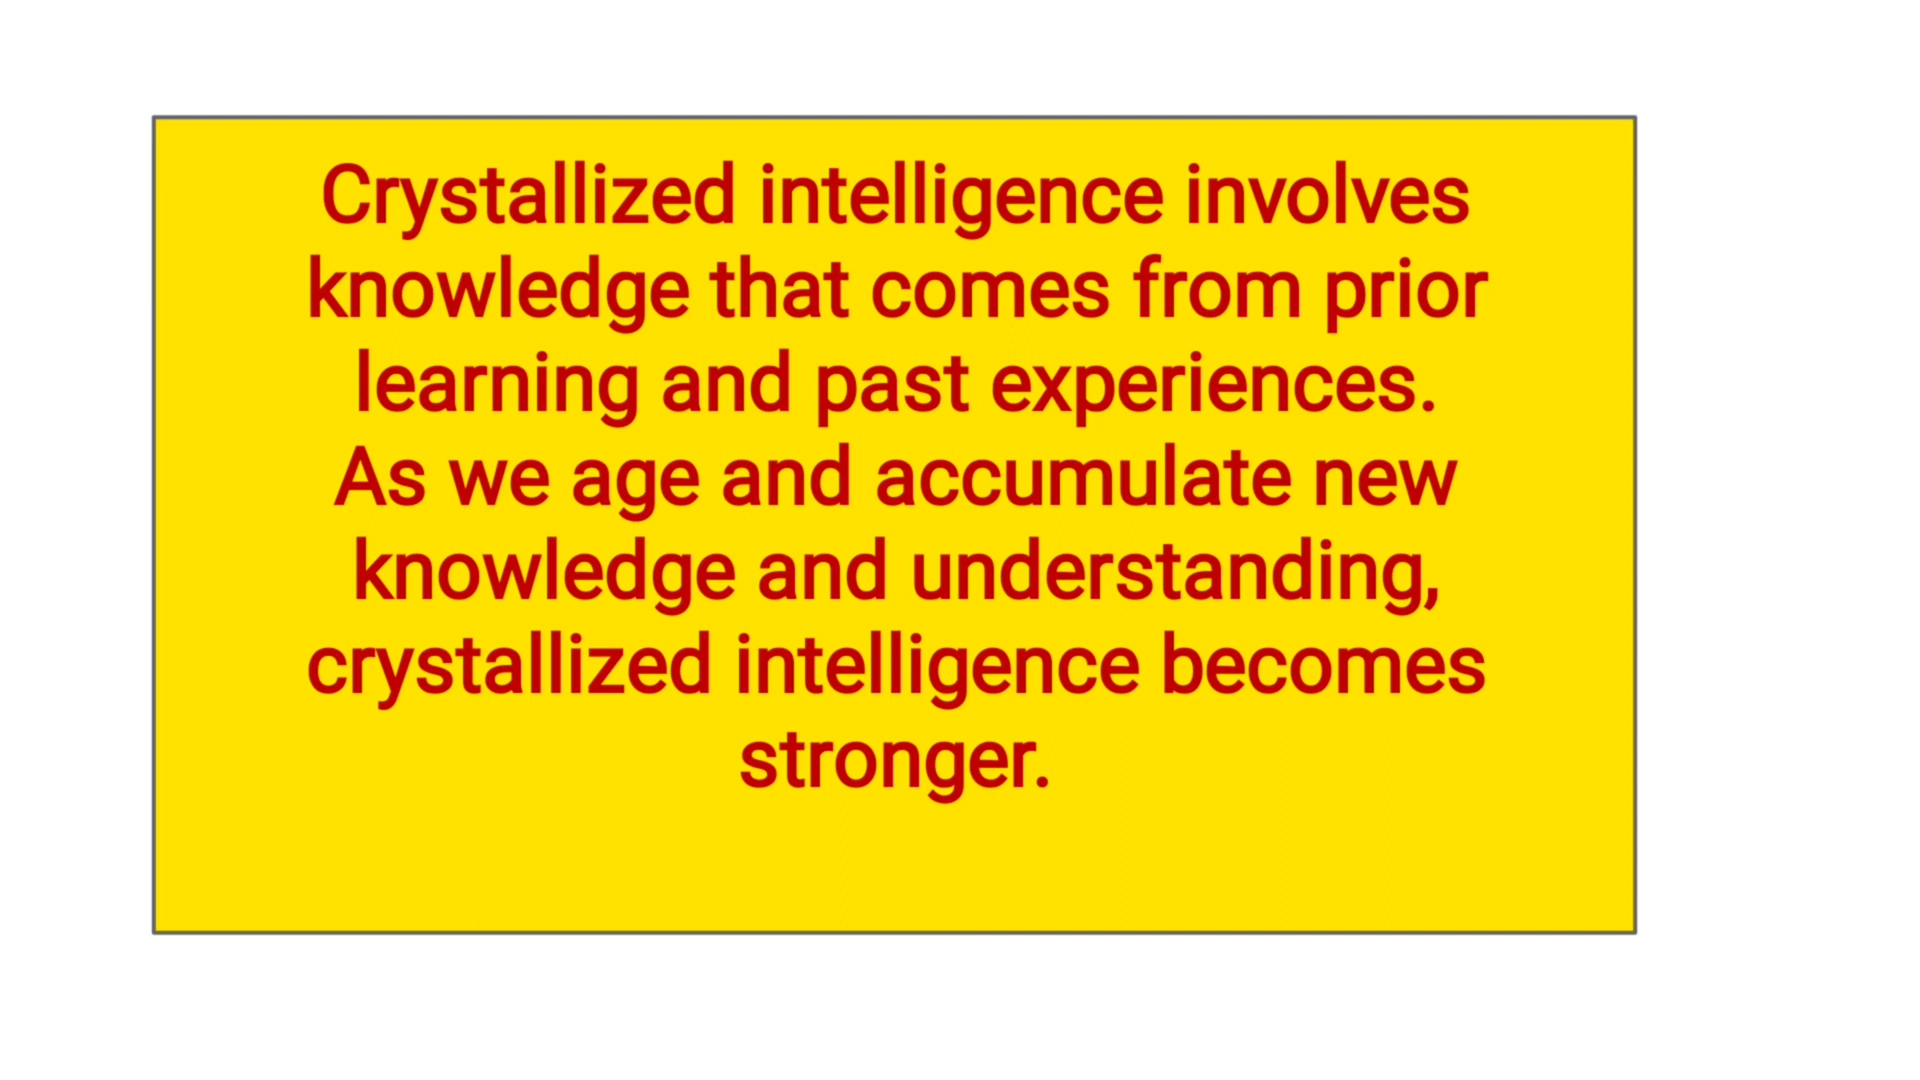 Crystallized intelligence involves
knowledge that comes from prior
learning and past experiences.
As we age and accumulate new
knowledge and understanding,
crystallized intelligence becomes
stronger.